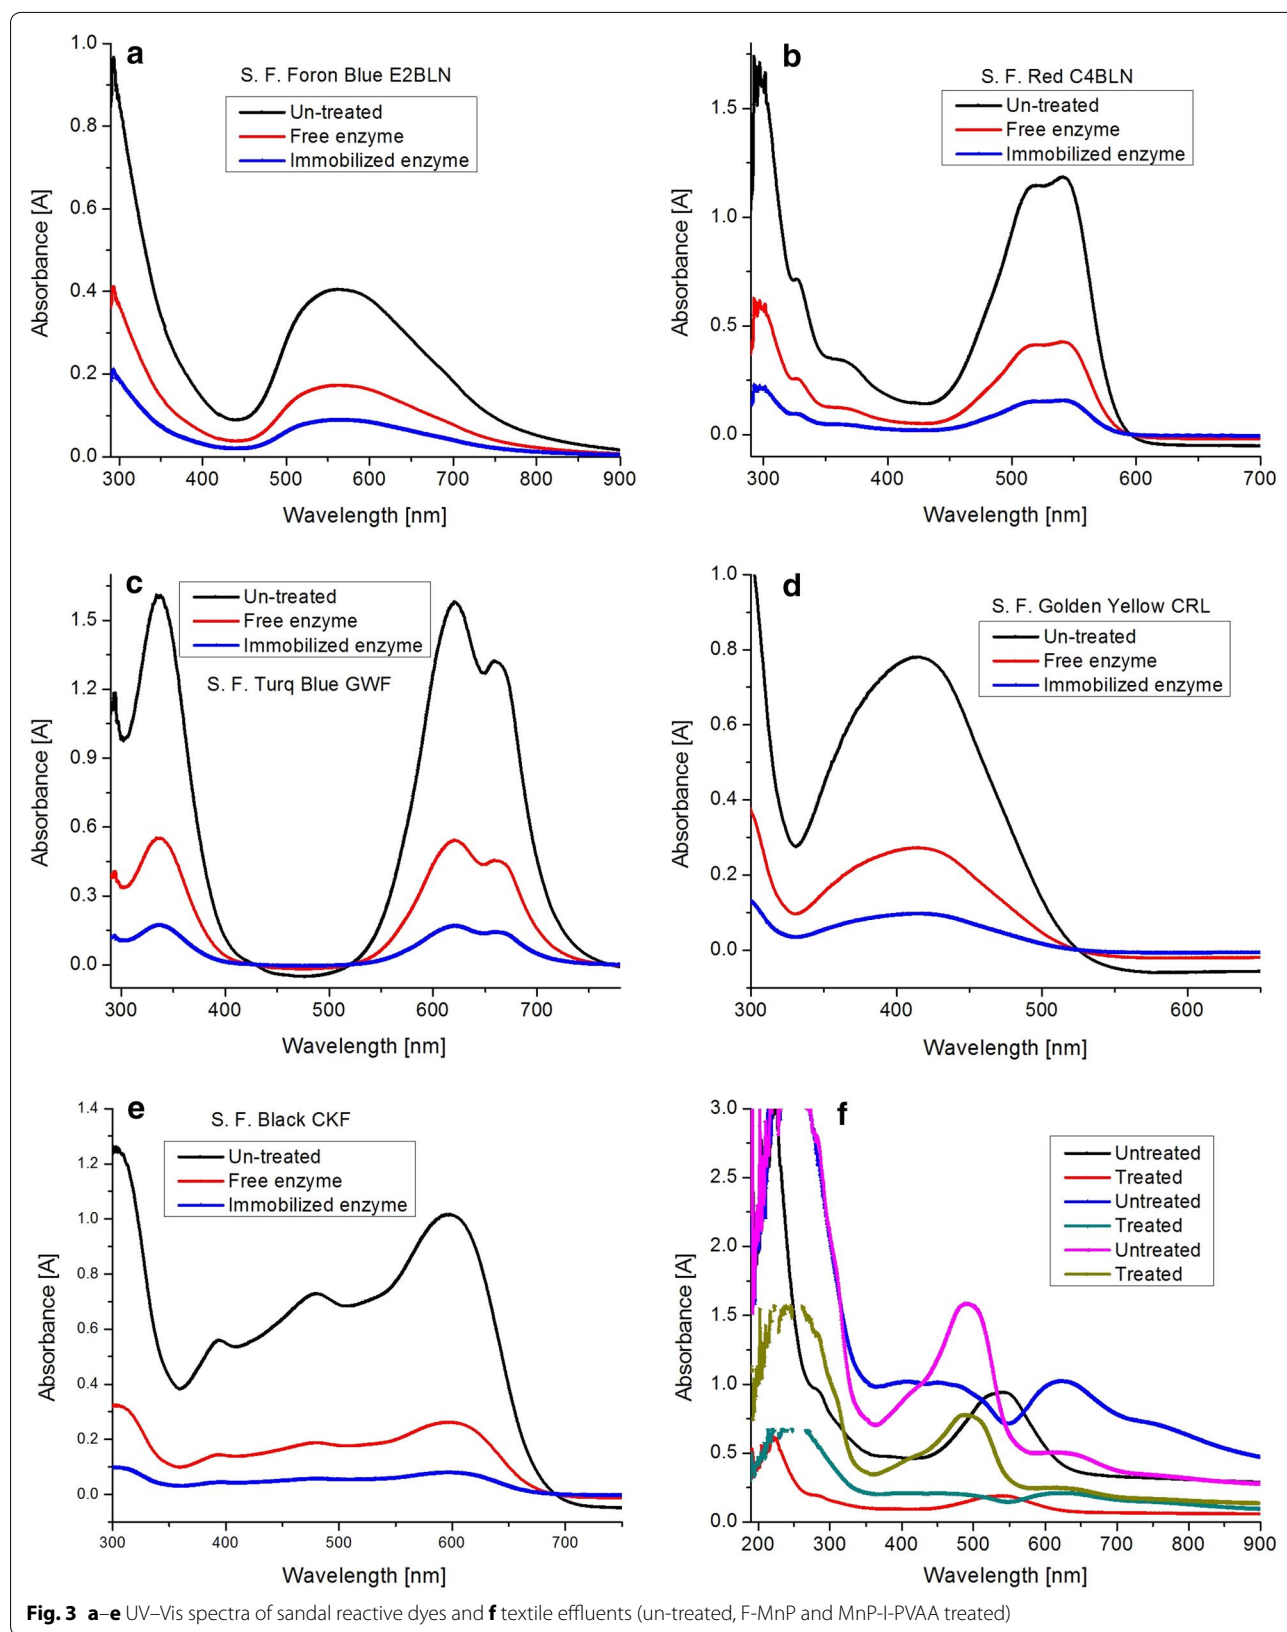 a
S. F. Foron Blue E2BLN
Un-treated
Free enzyme
Immobilized enzyme
1.0
0.8
0.6
0.4
0.2
0.0
Absorbance [A]
300 400 500 600 700 800 900
Wavelength [nm]
b
S. F. Red C4BLN
Un-treated
Free enzyme
Immobilized enzyme
1.5
1.0
0.5
0.0
Absorbance [A]
300 400 500 600 700
Wavelength [nm]
c
Un-treated
Free enzyme
Immobilized enzyme
S. F. Turq Blue GWF
1.5
1.2
0.9
0.6
0.3
0.0
Absorbance [A]
300 400 500 600 700
Wavelength [nm]
d
S. F. Golden Yellow CRL
Un-treated
Free enzyme
Immobilized enzyme
1.0
0.8
0.6
0.4
0.2
0.0
Absorbance [A]
300 400 500 600
Wavelength [nm]
e
S. F. Black CKF
Un-treated
Free enzyme
Immobilized enzyme
1.4
1.2
1.0
0.8
0.6
0.4
0.2
0.0
Absorbance [A]
300 400 500 600
Wavelength [nm]
f
Untreated
Treated
Untreated
Treated
Untreated
Treated
3.0
2.5
2.0
1.5
1.0
0.5
0.0
Absorbance [A]
200 300 400 500 600 700 800 900
Wavelength [nm]
Fig. 3 a–e UV–Vis spectra of sandal reactive dyes and f textile effluents (un-treated, F-MnP and MnP-I-PVAA treated)